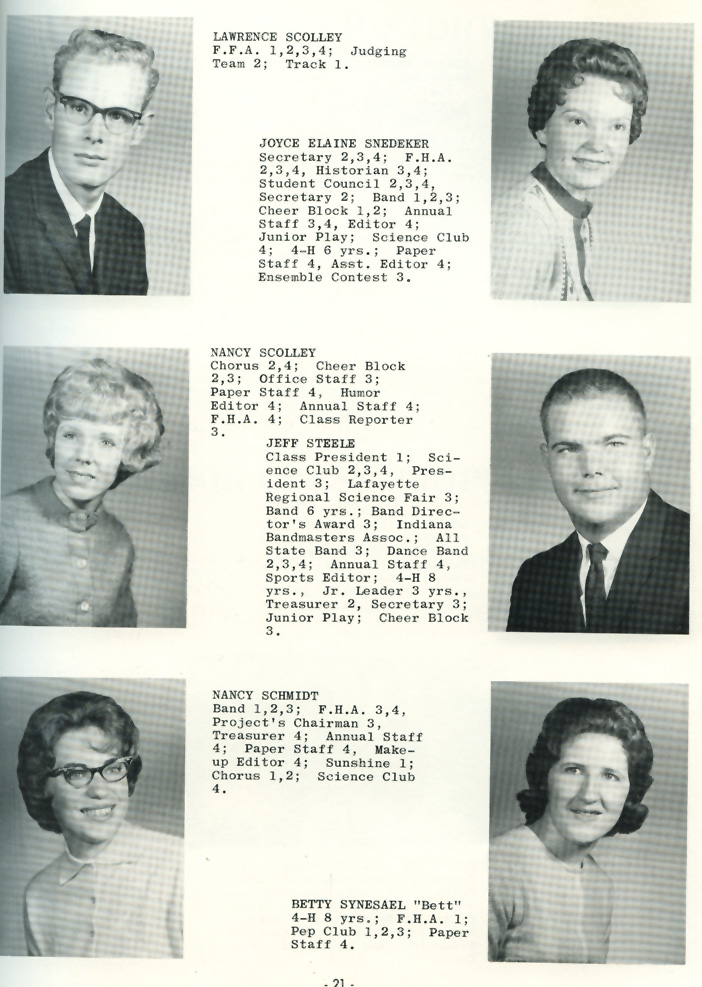 LAWRENCE SCOLLEY
F.F.A. 1,2,3,4; Judging
Team 2; Track 1.
JOYCE ELAINE SNEDEKER
Secretary 2,3,4; F.H.A.
2,3,4, Historian 3,4;
Student Council 2,3,4,
Secretary 2; Band 1,2,3;
Cheer Block 1,2; Annual
Staff 3,4, Editor 4;
Junior Play; Science Club
4; 4-H 6 yrs.; Paper
Staff 4, Asst. Editor 4;
Ensemble Contest 3.
NANCY SCOLLEY
Chorus 2,4; Cheer Block
2,3; Office Staff 3;
Paper Staff 4, Humor
Editor 4; Annual Staff 4;
F.H.A. 4; Class Reporter
3.
JEFF STEELE
Class President 1; Sci-
ence Club 2,3,4, Pres-
ident 3; Lafayette
Regional Science Fair 3;
Band 6 yrs.; Band Direc-
tor's Award 3; Indiana
Bandmasters Assoc.; All
State Band 3; Dance Band
2,3,4; Annual Staff 4,
Sports Editor; 4-H 8
yrs., Jr. Leader 3 yrs.,
Treasurer 2, Secretary 3;
Junior Play; Cheer Block
3.
NANCY SCHMIDT
Band 1,2,3; F.H.A. 3,4,
Project's Chairman 3,
Treasurer 4; Annual Staff
4; Paper Staff 4, Make-
up Editor 4; Sunshine 1;
Chorus 1,2; Science Club
4.
BETTY SYNESAEL "Bett"
4-H 8 yrs.; F.H.A. 1;
Pep Club 1,2,3; Paper
Staff 4.
- 21 -